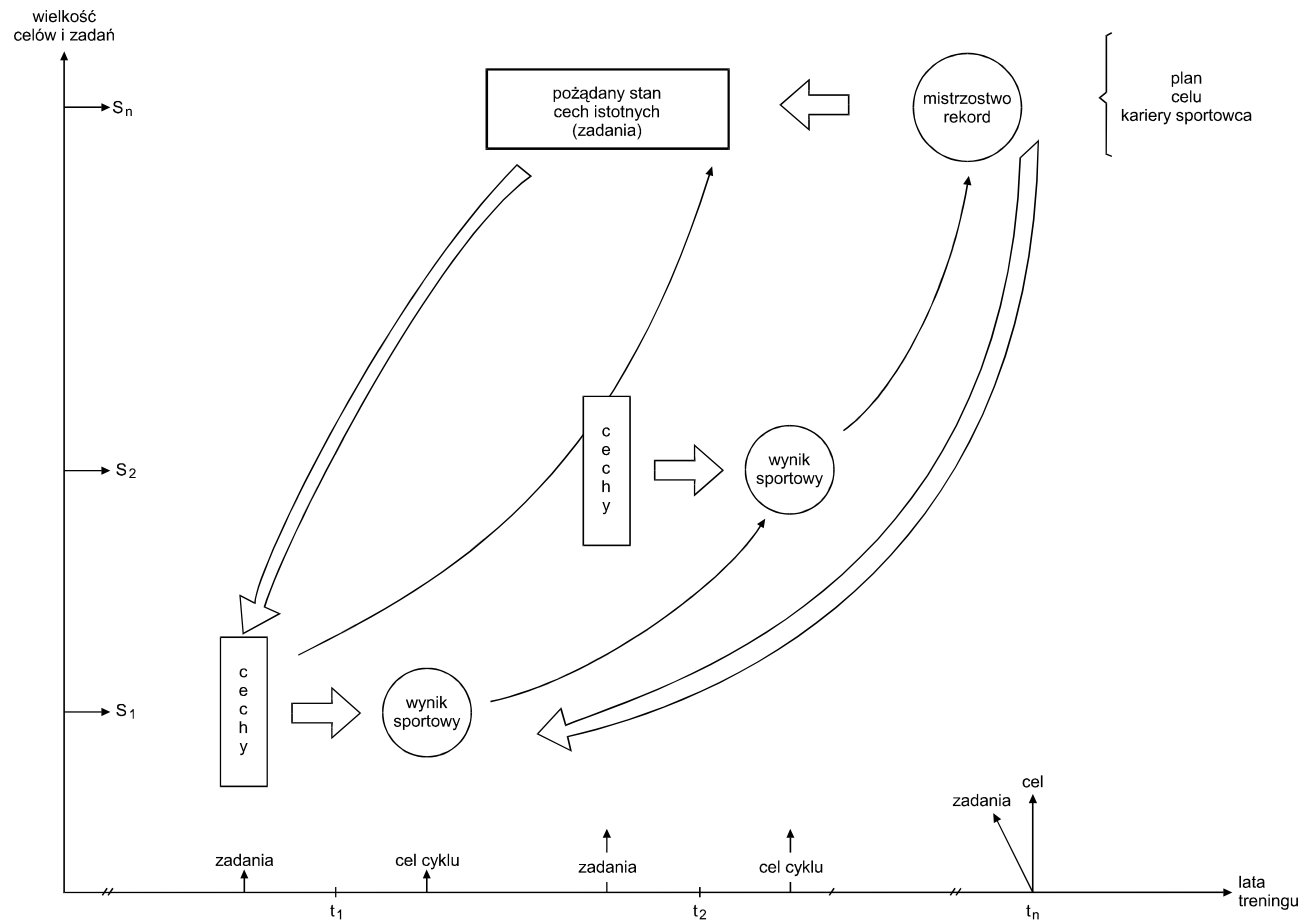 wielkość
celów i zadań
Sn
pożądany stan
cech istotnych
(zadania)
mistrzostwo
rekord
plan
celu
kariery sportowca
S2
c
e
c
h
y
wynik
sportowy
S1
c
e
c
h
y
wynik
sportowy
cel
zadania
zadania
cel cyklu
zadania
cel cyklu
lata
treningu
t1
t2
tn